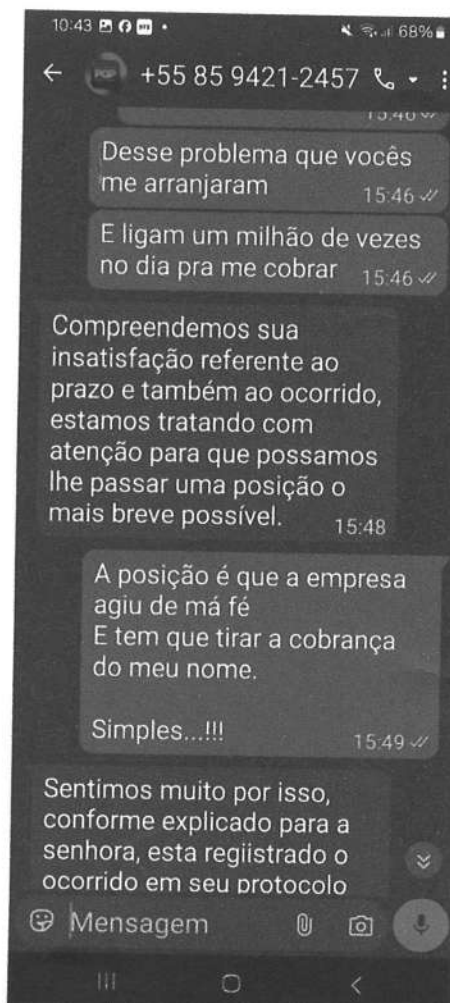 10:43
68%
+55 85 9421-2457
15:46
Desse problema que vocês
me arranjaram
15:46
E ligam um milhão de vezes
no dia pra me cobrar
15:46
Compreendemos sua
insatisfação referente ao
prazo e também ao ocorrido,
estamos tratando com
atenção para que possamos
lhe passar uma posição o
mais breve possível.
15:48
A posição é que a empresa
agiu de má fé
E tem que tirar a cobrança
do meu nome.
Simples...!!!
15:49
Sentimos muito por isso,
conforme explicado para a
senhora, esta regiistrado o
ocorrido em seu protocolo
Mensagem